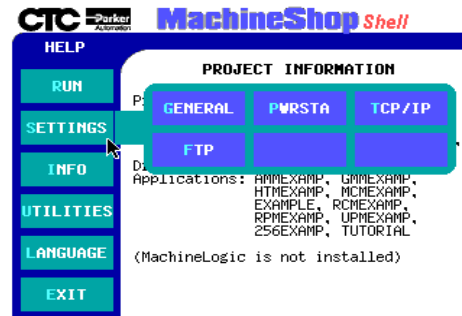 CTC Parker Automation MachineShop Shell
HELP
PROJECT INFORMATION
RUN
GENERAL PWRSTA TCP/IP
SETTINGS
FTP
INFO
Applications: AMMEXAMP, GMMEXAMP,
HTMEXAMP, MCMEXAMP,
EXAMPLE, RCMEXAMP,
RPMEXAMP, UPMEXAMP,
256EXAMP, TUTORIAL
UTILITIES
LANGUAGE
(MachineLogic is not installed)
EXIT